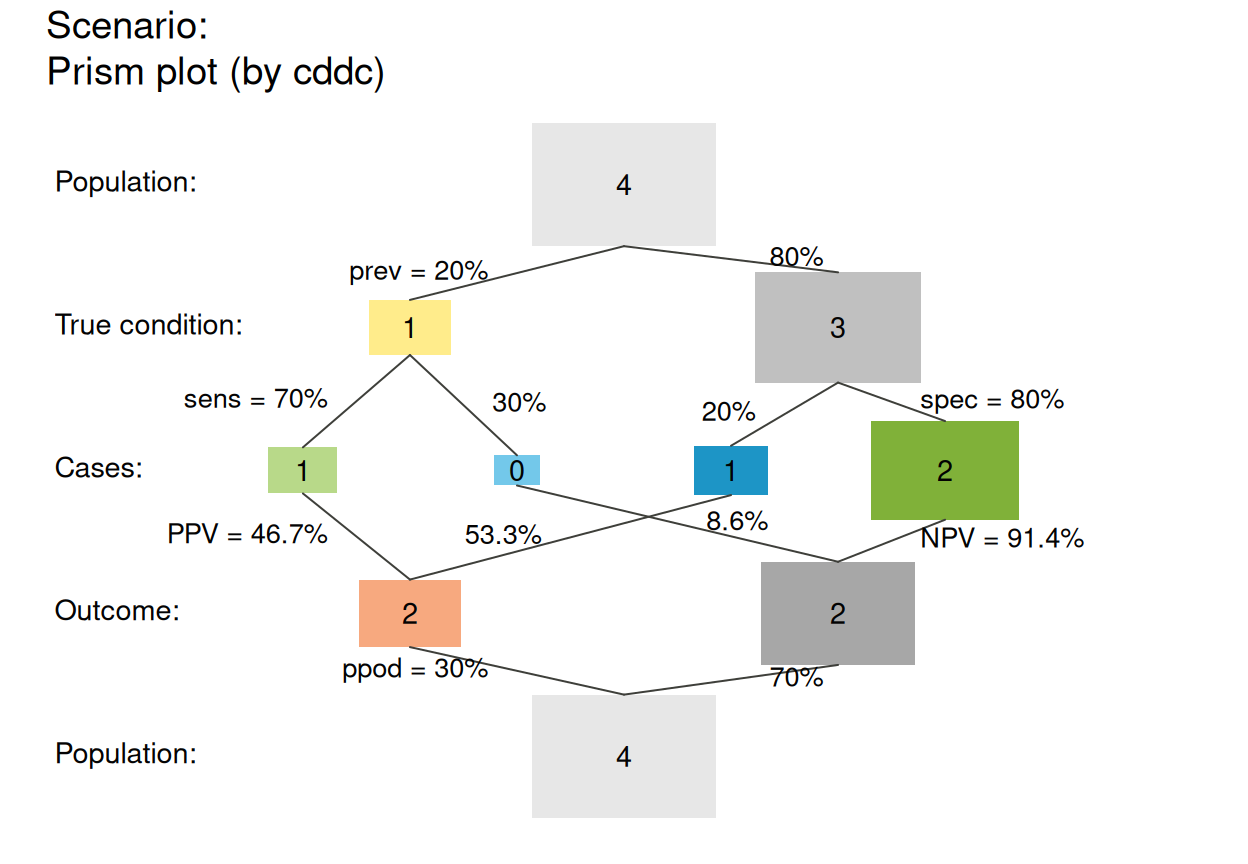 Scenario:
Prism plot (by cddc)
Population:
4
prev = 20%
80%
True condition:
1
3
sens = 70%
30%
20%
spec = 80%
Cases:
1
0
1
2
PPV = 46.7%
53.3%
8.6%
NPV = 91.4%
Outcome:
2
2
ppod = 30%
70%
Population:
4